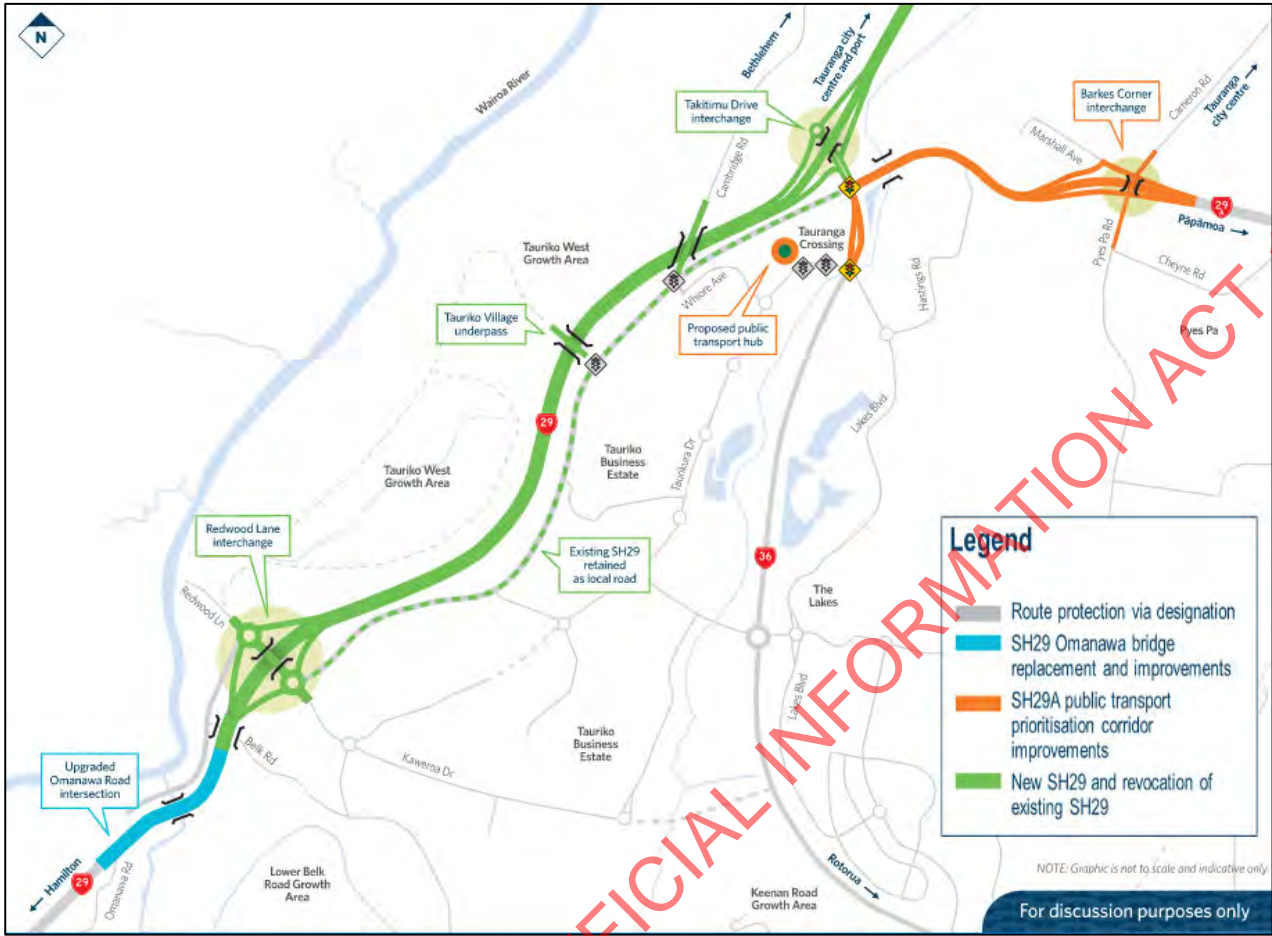 N
Wairoa River
Bethlehem
Tauranga city
centre and port
Takitimu Drive
interchange
Cambridge Rd
Barkes Corner
interchange
Cameron Rd
Tauranga
city centre
Marshall Ave
29
A
Pāpāmoa
Pyes Pa Rd
Cheyne Rd
Pyes Pa
Tauriko West
Growth Area
Tauranga
Crossing
Hastings Rd
Whiore Ave
Tauriko Village
underpass
Proposed public
transport hub
29
Lakes Blvd
Tauriko
Business
Estate
Taurikura Dr
Tauriko West
Growth Area
Redwood Lane
interchange
Existing SH29
retained
as local road
36
The
Lakes
Redwood Ln
Lakes Blvd
Belk Rd
Tauriko
Business
Estate
Kaweroa Dr
Upgraded
Omanawa Road
intersection
Hamilton
29
Omanawa Rd
Lower Belk
Road Growth
Area
Rotorua
Keenan Road
Growth Area
Legend
Route protection via designation
SH29 Omanawa bridge
replacement and improvements
SH29A public transport
prioritisation corridor
improvements
New SH29 and revocation of
existing SH29
NOTE: Graphic is not to scale and indicative only.
For discussion purposes only
FICIAL INFORMATION ACT